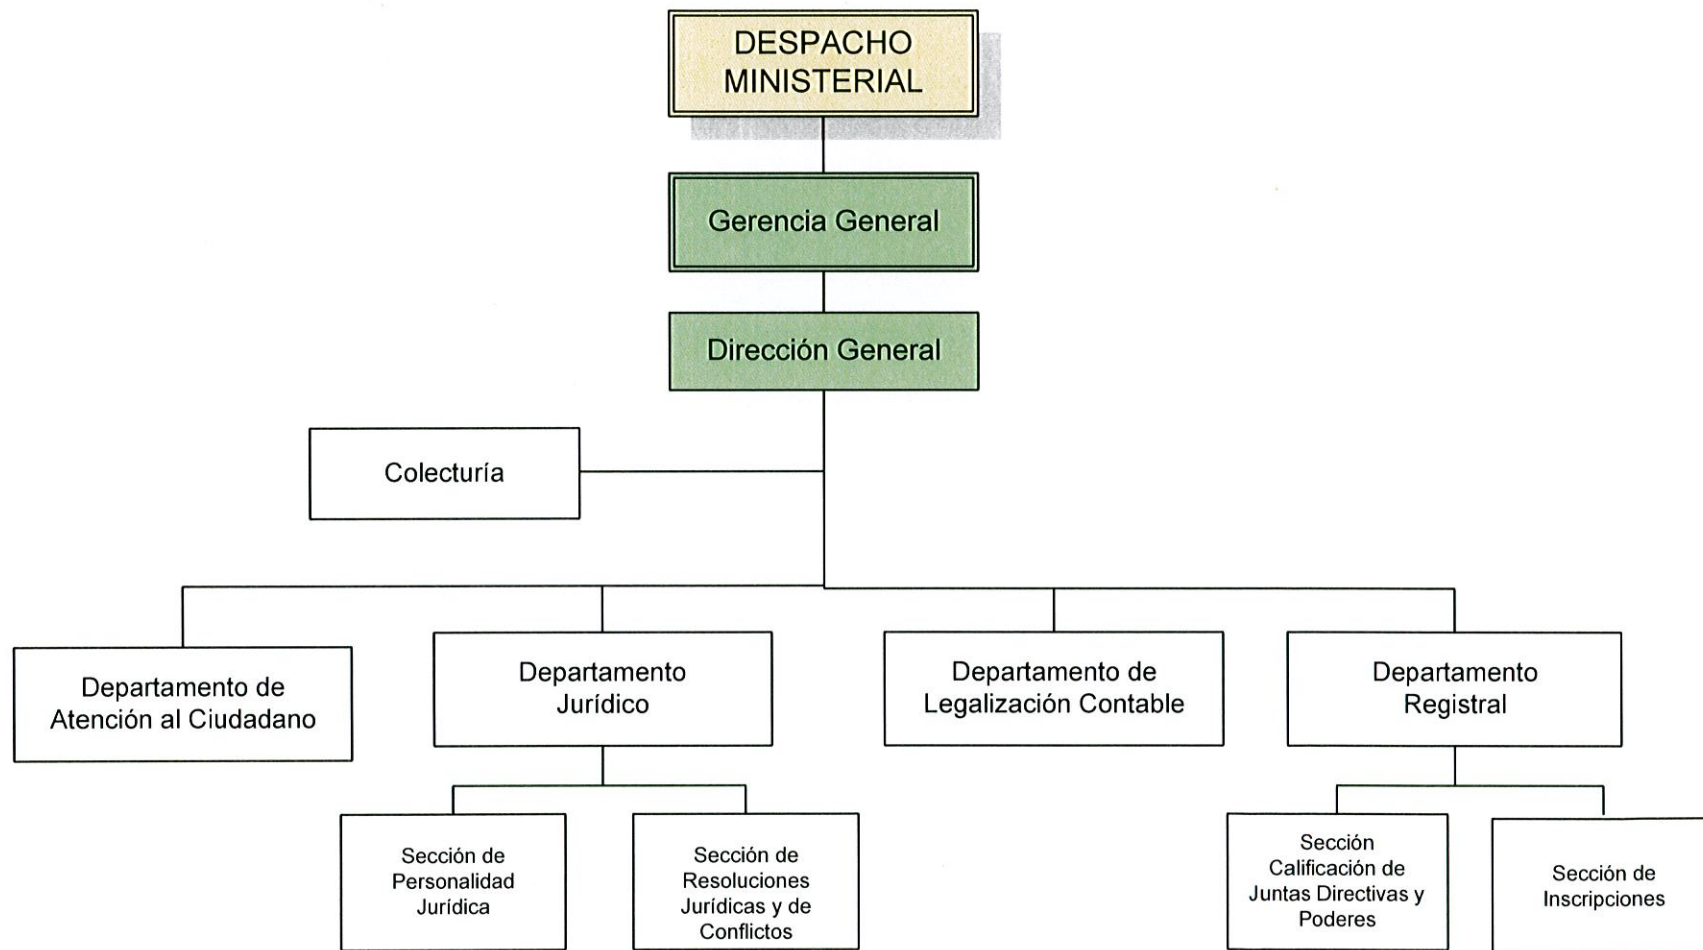 DESPACHO
MINISTERIAL
Gerencia General
Dirección General
Colecturía
Departamento de
Atención al Ciudadano
Departamento
Jurídico
Departamento de
Legalización Contable
Departamento
Registral
Sección de
Personalidad
Jurídica
Sección de
Resoluciones
Jurídicas y de
Conflictos
Sección
Calificación de
Juntas Directivas y
Poderes
Sección de
Inscripciones